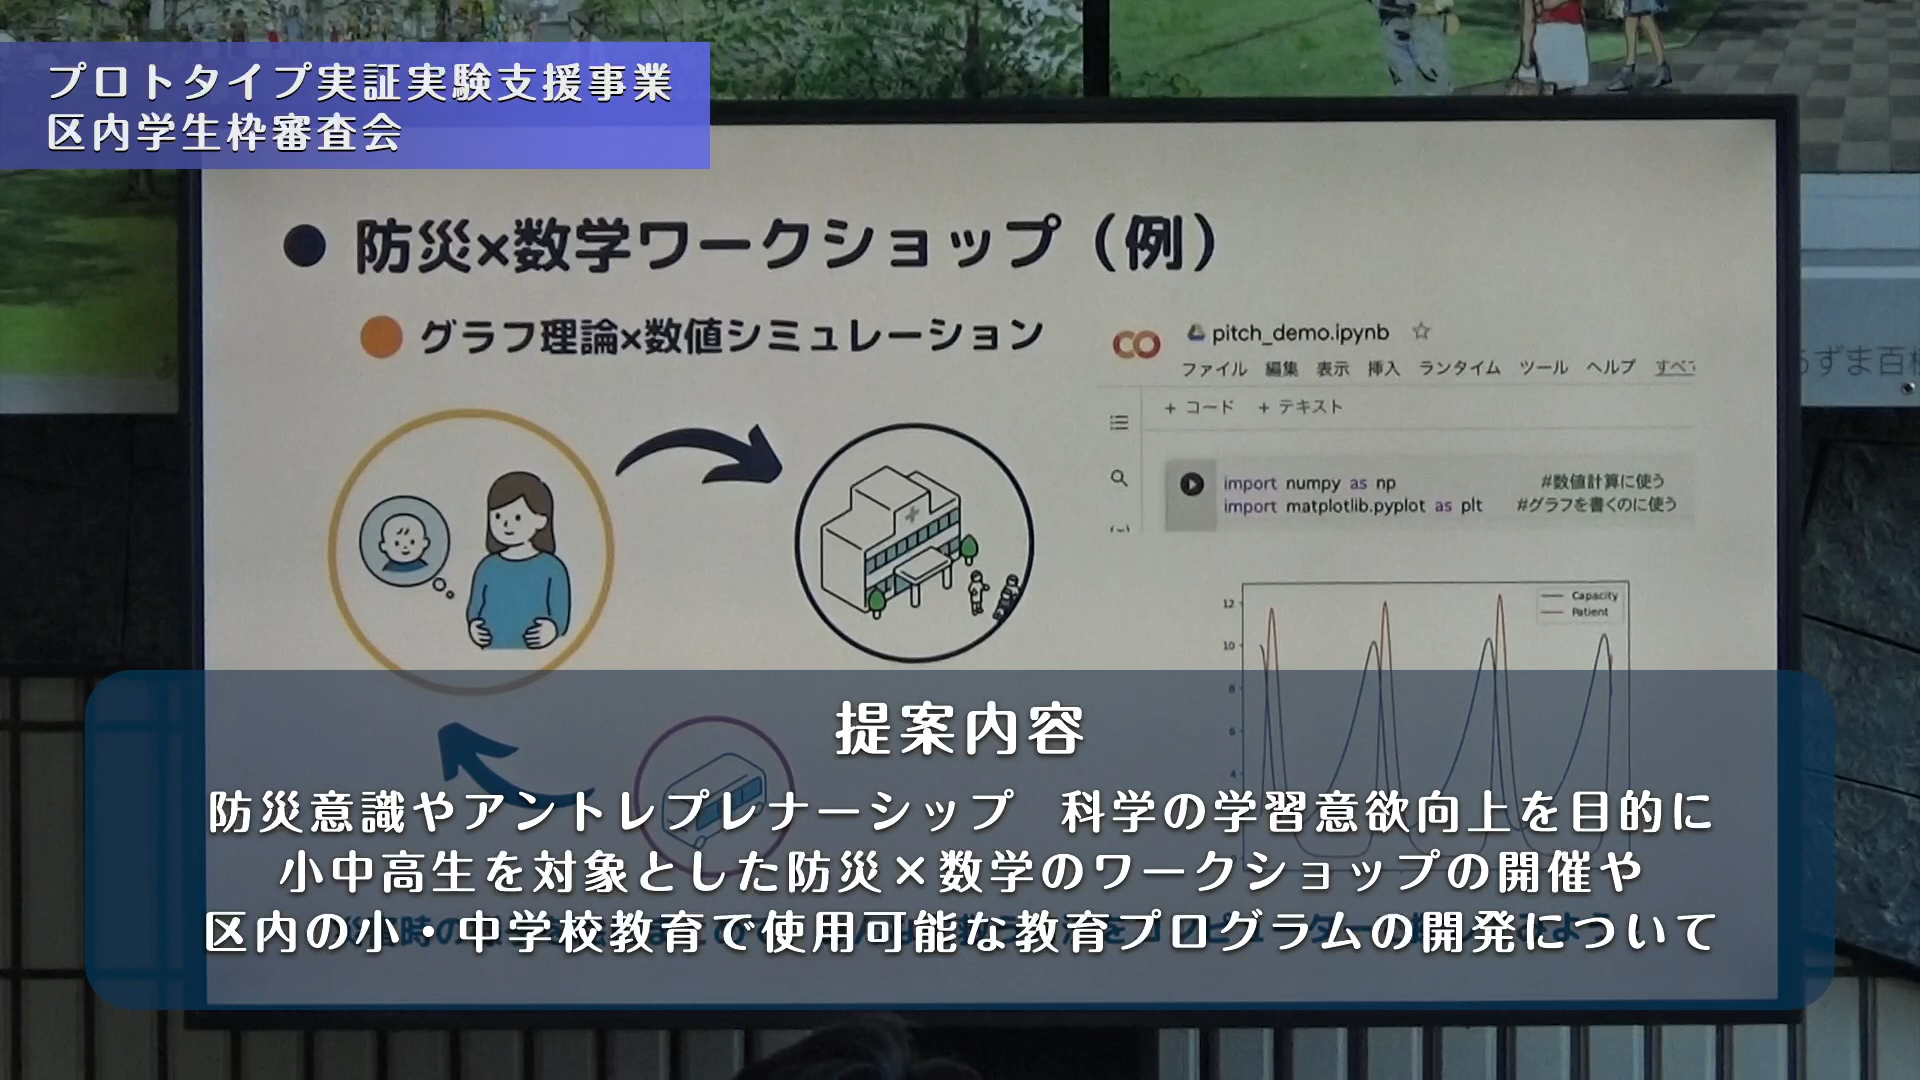 プロトタイプ実証実験支援事業
区内学生枠審査会
● 防災×数学ワークショップ（例）
グラフ理論×数値シミュレーション
CO
pitch_demo.ipynb
ファイル 編集 表示 挿入 ランタイム ツール ヘルプ すべて
+ コード + テキスト
import numpy as np #数値計算に使う
import matplotlib.pyplot as plt #グラフを書くのに使う
Capacity
Patient
12
10
8
6
4
提案内容
防災意識やアントレプレナーシップ 科学の学習意欲向上を目的に
小中高生を対象とした防災×数学のワークショップの開催や
区内の小・中学校教育で使用可能な教育プログラムの開発について
ずま百